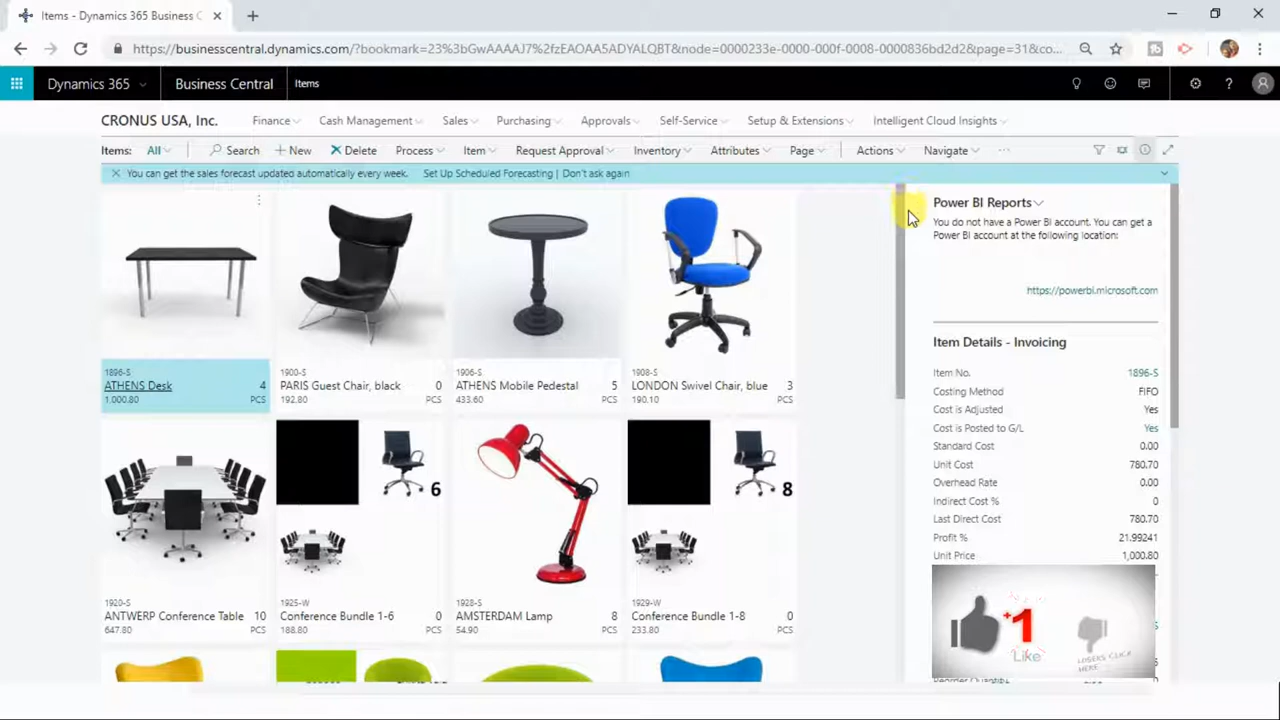 Items - Dynamics 365 Business C
https://businesscentral.dynamics.com/?bookmark=23%3bGwAAAAJ7%2fzEAOAA5ADYALQBT&node=0000233e-0000-000f-0008-0000836bd2d2&page=31&co...
Dynamics 365 Business Central Items
CRONUS USA, Inc. Finance Cash Management Sales Purchasing Approvals Self-Service Setup & Extensions Intelligent Cloud Insights
Items: All Search + New Delete Process Item Request Approval Inventory Attributes Page Actions Navigate ...
You can get the sales forecast updated automatically every week. Set Up Scheduled Forecasting | Don't ask again
1896-S
ATHENS Desk 4
1,000.80 PCS
1900-S
PARIS Guest Chair, black 0
192.80 PCS
1906-S
ATHENS Mobile Pedestal 5
433.60 PCS
1908-S
LONDON Swivel Chair, blue 3
190.10 PCS
6
8
1920-S
ANTWERP Conference Table 10
647.80 PCS
1925-W
Conference Bundle 1-6 0
188.80 PCS
1928-S
AMSTERDAM Lamp 8
54.90 PCS
1929-W
Conference Bundle 1-8 0
233.80 PCS
Power BI Reports
You do not have a Power BI account. You can get a
Power BI account at the following location:
https://powerbi.microsoft.com
Item Details - Invoicing
Item No. 1896-S
Costing Method FIFO
Cost is Adjusted Yes
Cost is Posted to G/L Yes
Standard Cost 0.00
Unit Cost 780.70
Overhead Rate 0.00
Indirect Cost % 0
Last Direct Cost 780.70
Profit % 21.99241
Unit Price 1,000.80
+1
Like
LOSERS CLICK
HERE